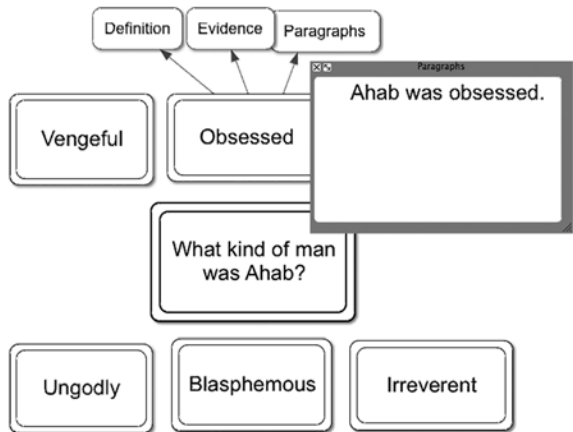 Definition
Evidence
Paragraphs
Paragraphs
Ahab was obsessed.
Vengeful
Obsessed
What kind of man
was Ahab?
Ungodly
Blasphemous
Irreverent